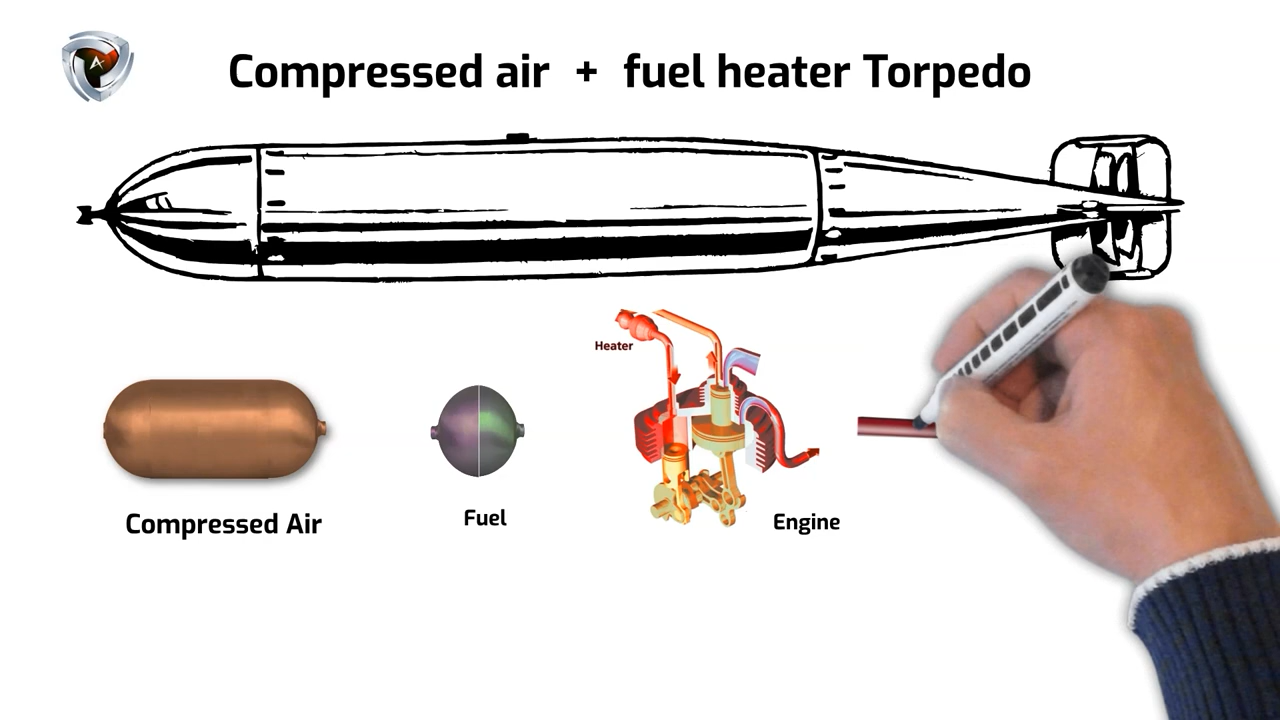 Compressed air + fuel heater Torpedo
Heater
Compressed Air
Fuel
Engine